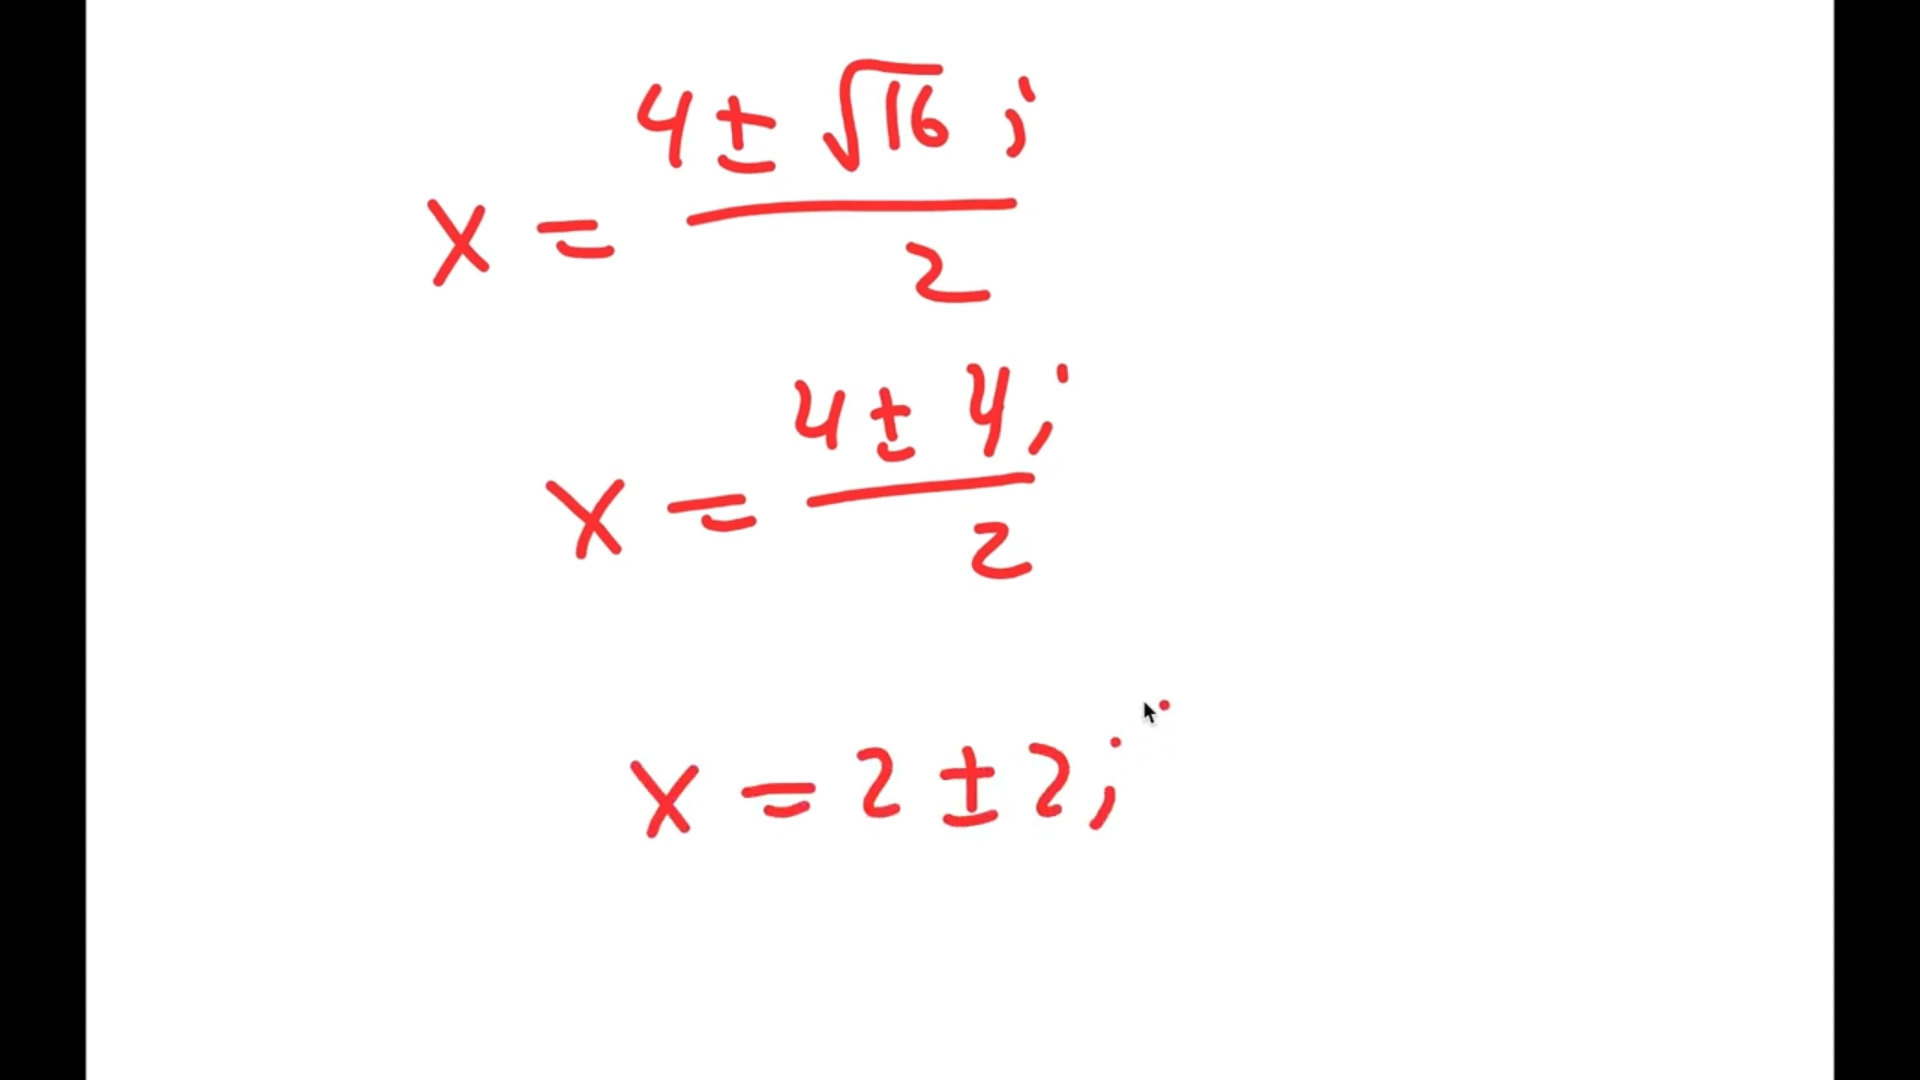 x = (4 ± √16 i)/2
x = (4 ± 4i)/2
x = 2 ± 2i